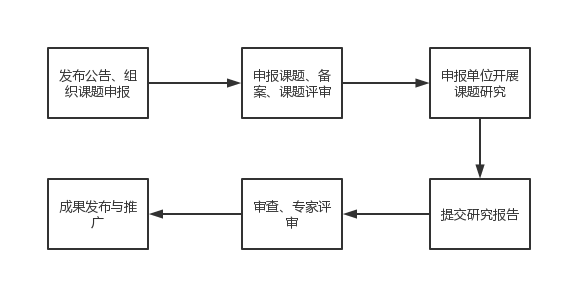 发布公告、组
织课题申报
申报课题、备
案、课题评审
申报单位开展
课题研究
提交研究报告
审查、专家评
审
成果发布与推
广